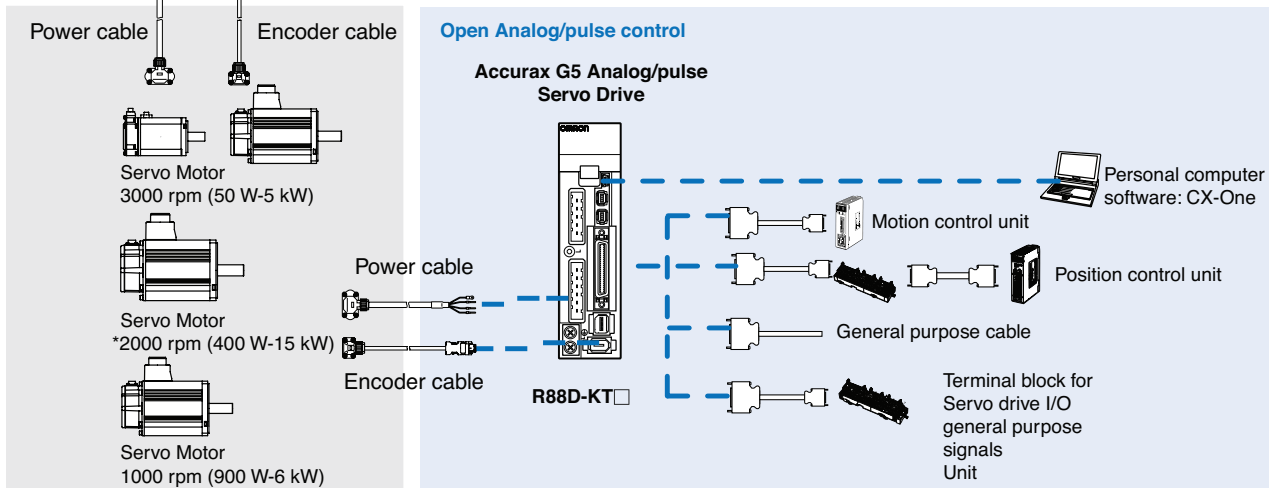 Power cable
Encoder cable
Servo Motor
3000 rpm (50 W-5 kW)
Servo Motor
*2000 rpm (400 W-15 kW)
Servo Motor
1000 rpm (900 W-6 kW)
Open Analog/pulse control
Accurax G5 Analog/pulse
Servo Drive
OMRON
Power cable
Encoder cable
R88D-KT□
Personal computer
software: CX-One
Motion control unit
Position control unit
General purpose cable
Terminal block for
Servo drive I/O
general purpose
signals
Unit